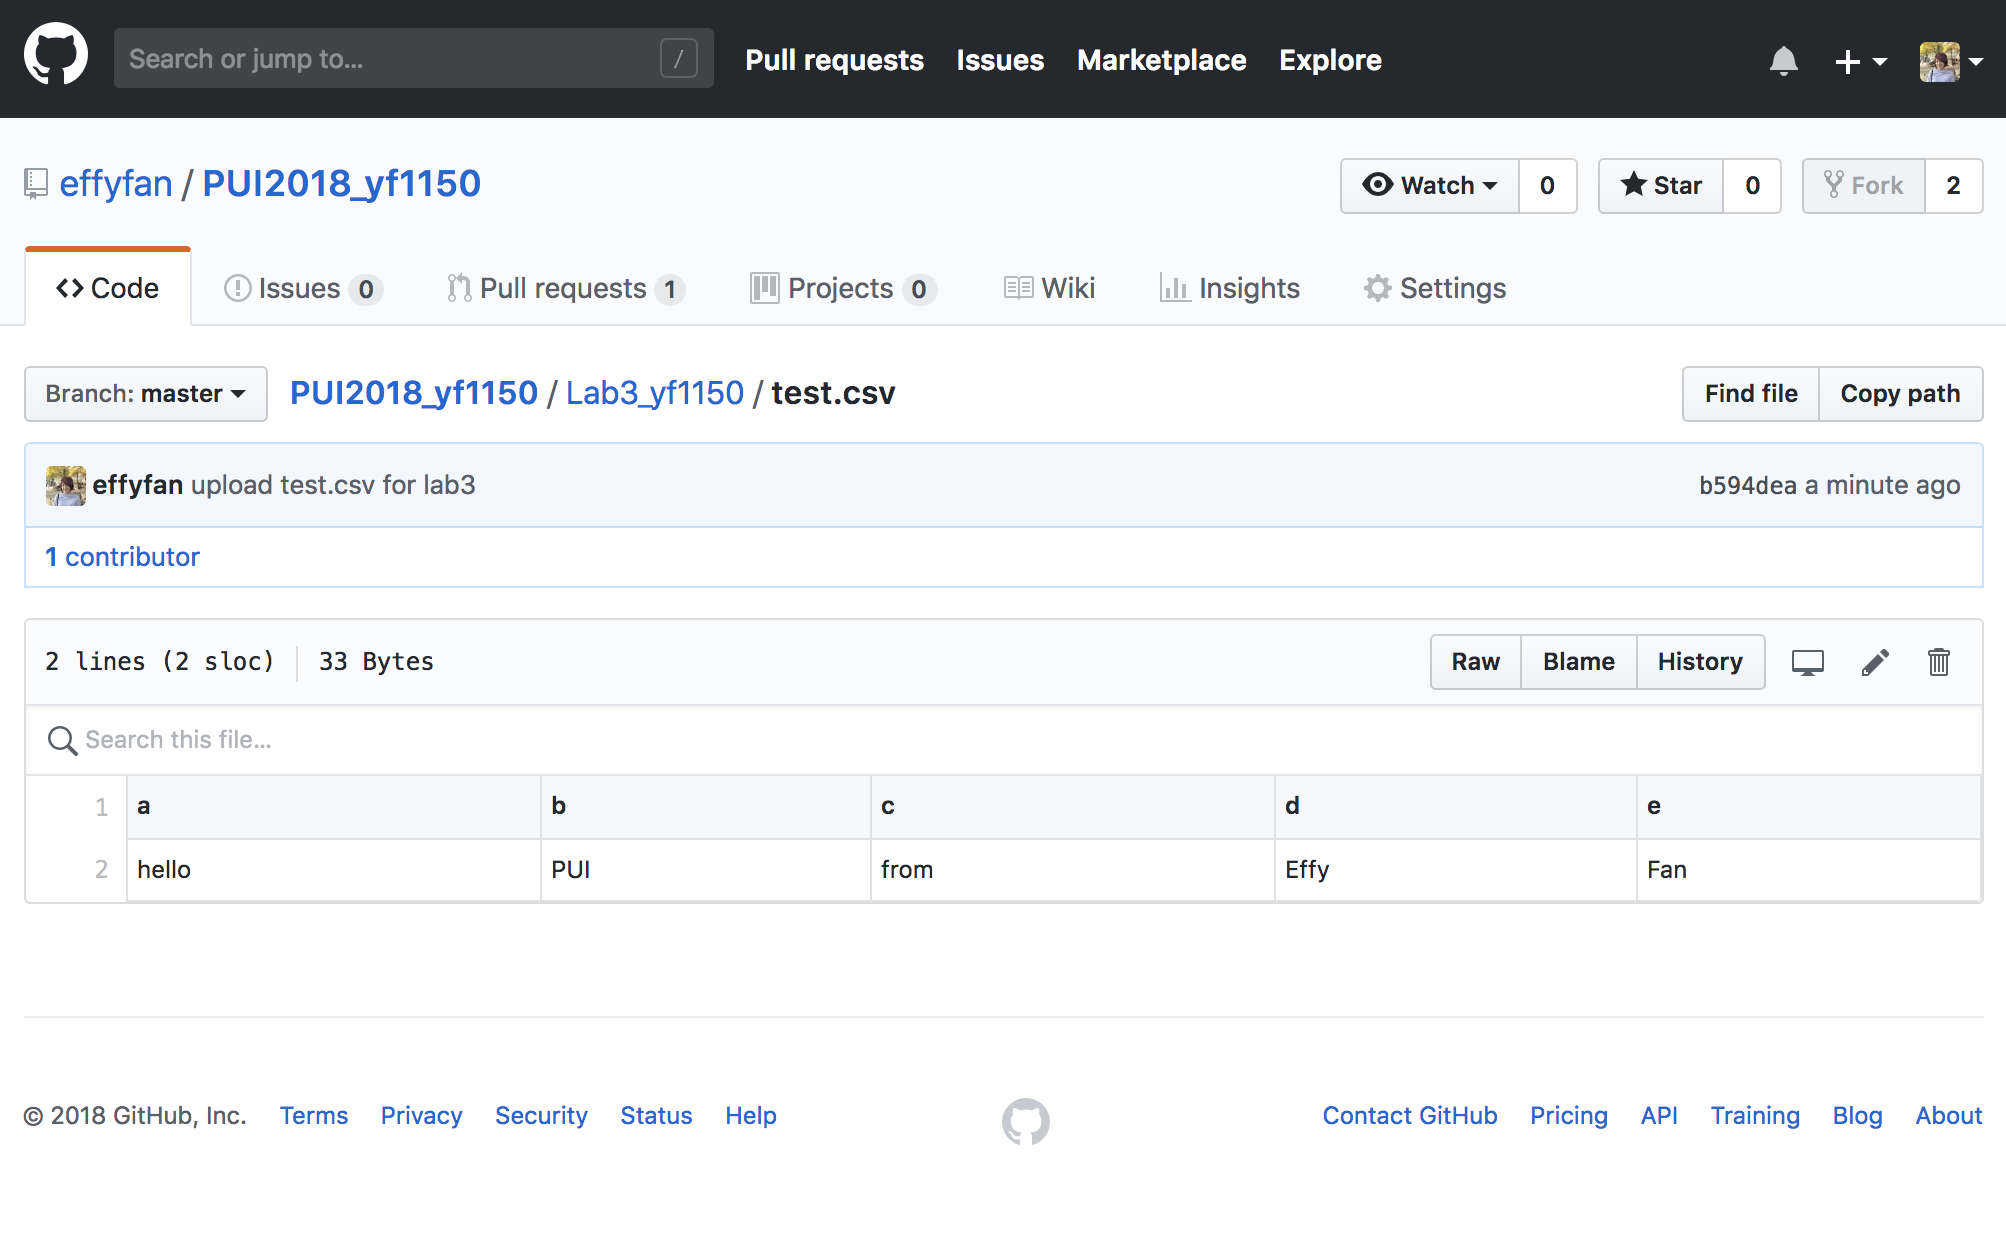 Search or jump to... / Pull requests Issues Marketplace Explore
effyfan / PUI2018_yf1150 Watch 0 Star 0 Fork 2
Code Issues 0 Pull requests 1 Projects 0 Wiki Insights Settings
Branch: master PUI2018_yf1150 / Lab3_yf1150 / test.csv Find file Copy path
effyfan upload test.csv for lab3 b594dea a minute ago
1 contributor
2 lines (2 sloc) 33 Bytes Raw Blame History
Search this file...
1 a b c d e
2 hello PUI from Effy Fan
© 2018 GitHub, Inc. Terms Privacy Security Status Help Contact GitHub Pricing API Training Blog About